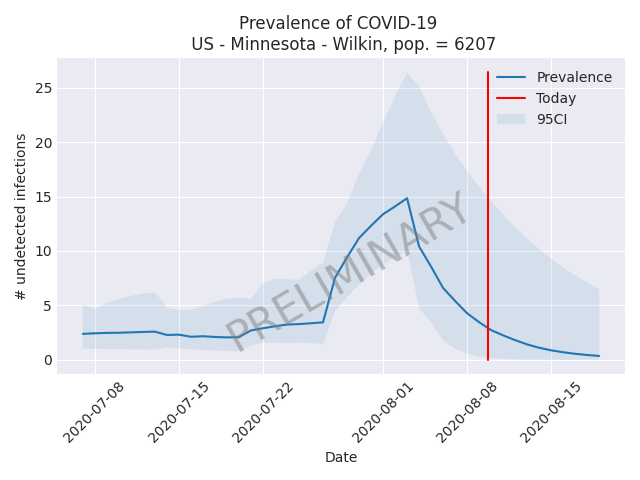 Prevalence of COVID-19
US - Minnesota - Wilkin, pop. = 6207
# undetected infections
25
20
15
10
5
0
Prevalence
Today
95CI
PRELIMINARY
2020-07-08
2020-07-15
2020-07-22
2020-08-01
2020-08-08
2020-08-15
Date